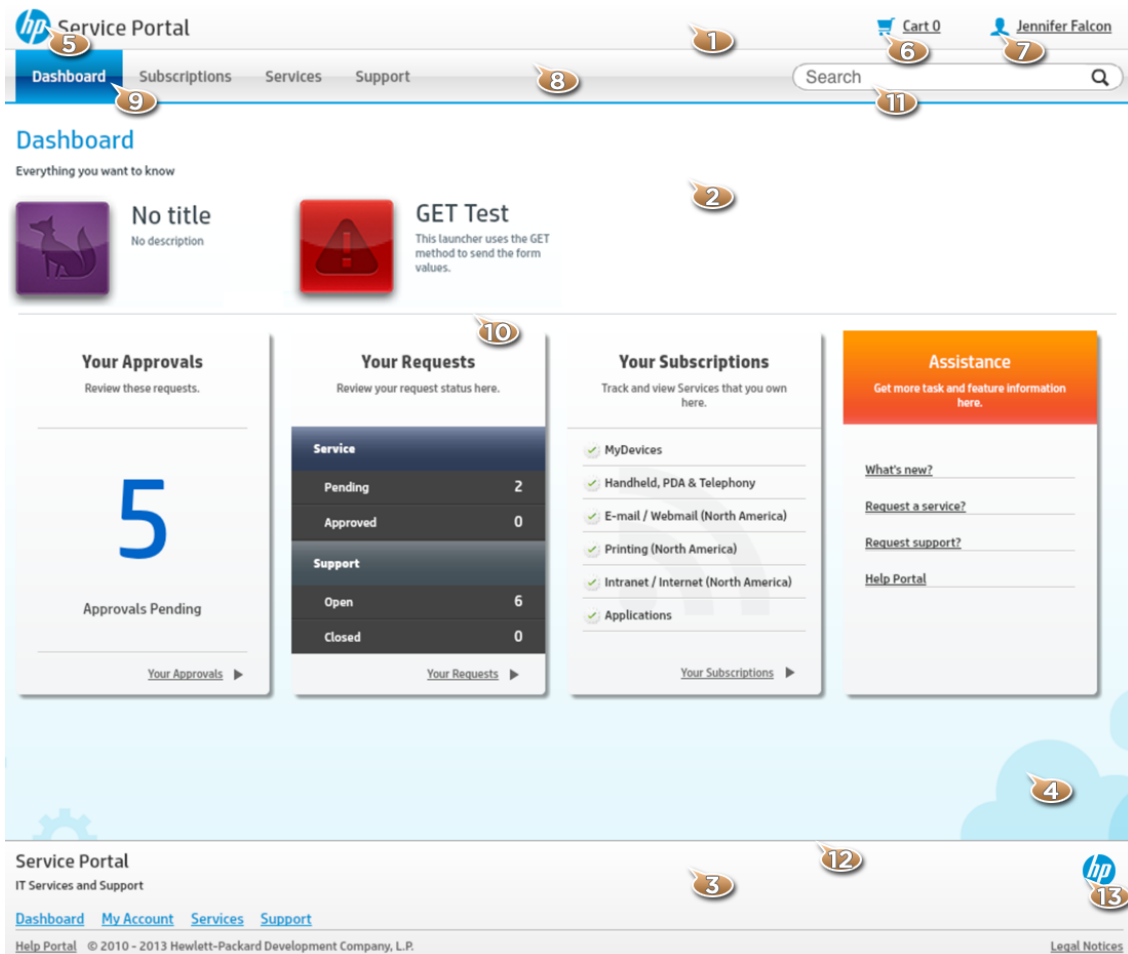 hp Service Portal
5
1
Cart 0
6
Jennifer Falcon
7
Dashboard Subscriptions Services Support
9
8
Search
11
Dashboard
Everything you want to know
2
No title
No description
GET Test
This launcher uses the GET
method to send the form
values.
10
Your Approvals
Review these requests.
5
Approvals Pending
Your Approvals
Your Requests
Review your request status here.
Service
Pending 2
Approved 0
Support
Open 6
Closed 0
Your Requests
Your Subscriptions
Track and view Services that you own
here.
MyDevices
Handheld, PDA & Telephony
E-mail / Webmail (North America)
Printing (North America)
Intranet / Internet (North America)
Applications
Your Subscriptions
Assistance
Get more task and feature information
here.
What's new?
Request a service?
Request support?
Help Portal
4
12
Service Portal
IT Services and Support
3
hp
13
Dashboard My Account Services Support
Help Portal © 2010 - 2013 Hewlett-Packard Development Company, L.P.
Legal Notices